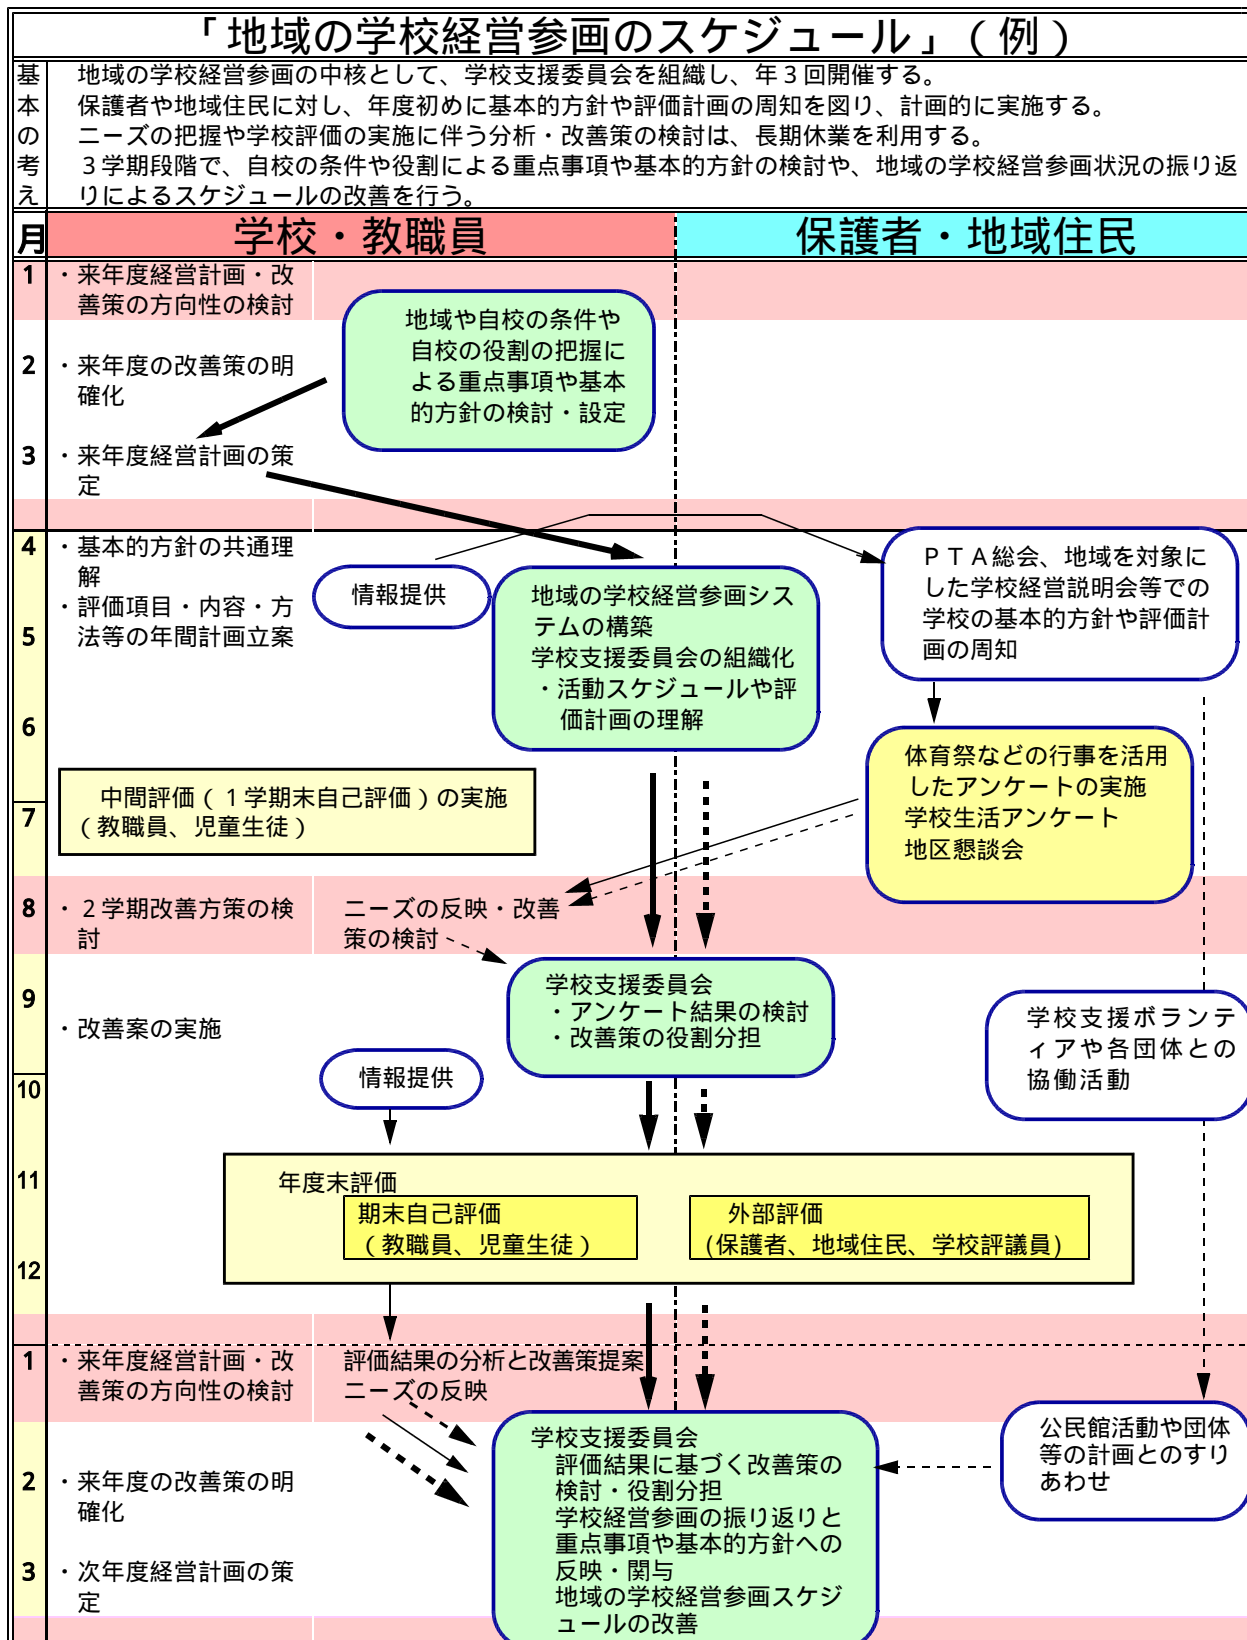 「地域の学校経営参画のスケジュール」（例）
基本の考え
地域の学校経営参画の中核として、学校支援委員会を組織し、年３回開催する。
保護者や地域住民に対し、年度初めに基本的方針や評価計画の周知を図り、計画的に実施する。
ニーズの把握や学校評価の実施に伴う分析・改善策の検討は、長期休業を利用する。
３学期段階で、自校の条件や役割による重点事項や基本的方針の検討や、地域の学校経営参画状況の振り返
りによるスケジュールの改善を行う。
月
学校・教職員
保護者・地域住民
1
・来年度経営計画・改
善策の方向性の検討
地域や自校の条件や
自校の役割の把握に
よる重点事項や基本
的方針の検討・設定
2
・来年度の改善策の明
確化
3
・来年度経営計画の策
定
4
・基本的方針の共通理
解
・評価項目・内容・方
法等の年間計画立案
5
情報提供
地域の学校経営参画シス
テムの構築
学校支援委員会の組織化
・活動スケジュールや評
価計画の理解
ＰＴＡ総会、地域を対象に
した学校経営説明会等での
学校の基本的方針や評価計
画の周知
6
体育祭などの行事を活用
したアンケートの実施
学校生活アンケート
地区懇談会
7
中間評価（１学期末自己評価）の実施
（教職員、児童生徒）
8
・２学期改善方策の検
討
ニーズの反映・改善
策の検討
9
学校支援委員会
・アンケート結果の検討
・改善策の役割分担
・改善案の実施
学校支援ボランテ
ィアや各団体との
協働活動
情報提供
10
11
年度末評価
期末自己評価
（教職員、児童生徒）
外部評価
(保護者、地域住民、学校評議員)
12
1
・来年度経営計画・改
善策の方向性の検討
評価結果の分析と改善策提案
ニーズの反映
学校支援委員会
評価結果に基づく改善策の
検討・役割分担
学校経営参画の振り返りと
重点事項や基本的方針への
反映・関与
地域の学校経営参画スケジ
ュールの改善
公民館活動や団体
等の計画とのすり
あわせ
2
・来年度の改善策の明
確化
3
・次年度経営計画の策
定